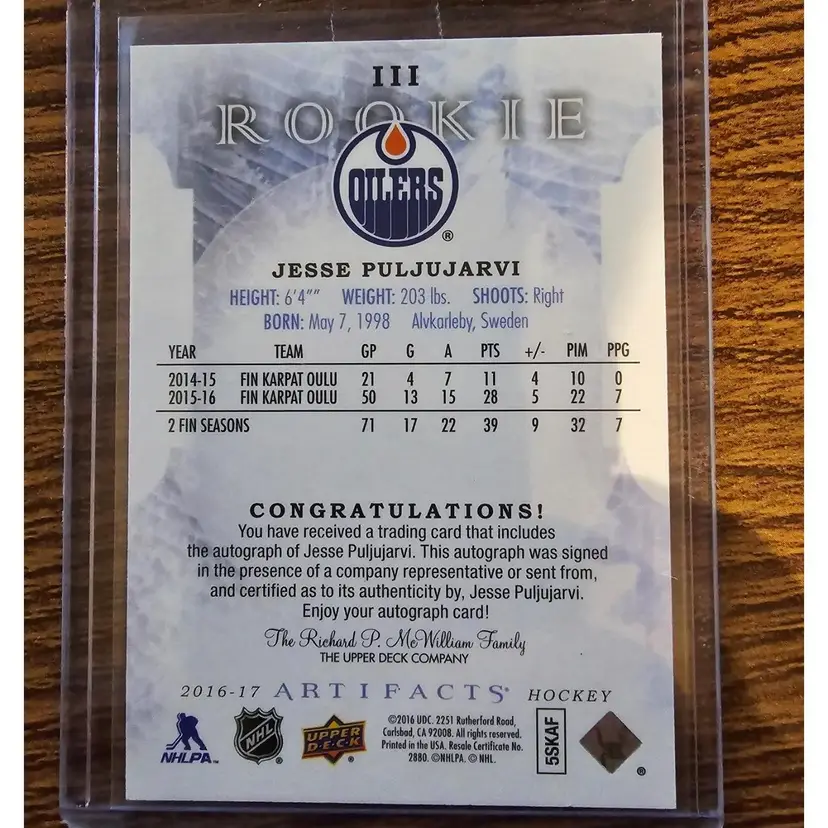 III
ROOKIE
OILERS
®
JESSE PULJUJARVI
HEIGHT: 6'4"" WEIGHT: 203 lbs. SHOOTS: Right
BORN: May 7, 1998 Alvkarleby, Sweden
YEAR TEAM GP G A PTS +/- PIM PPG
2014-15 FIN KARPAT OULU 21 4 7 11 4 10 0
2015-16 FIN KARPAT OULU 50 13 15 28 5 22 7
2 FIN SEASONS 71 17 22 39 9 32 7
CONGRATULATIONS!
You have received a trading card that includes
the autograph of Jesse Puljujarvi. This autograph was signed
in the presence of a company representative or sent from,
and certified as to its authenticity by, Jesse Puljujarvi.
Enjoy your autograph card!
The Richard P. McWilliam Family
THE UPPER DECK COMPANY
2016-17 ARTIFACTS® HOCKEY
NHLPA™
NHL ®
UPPER
D·E·C·K ®
©2016 UDC. 2251 Rutherford Road,
Carlsbad, CA 92008. All rights reserved.
Printed in the USA. Resale Certificate No.
2880. ©NHLPA. © NHL.
5SKAF
®